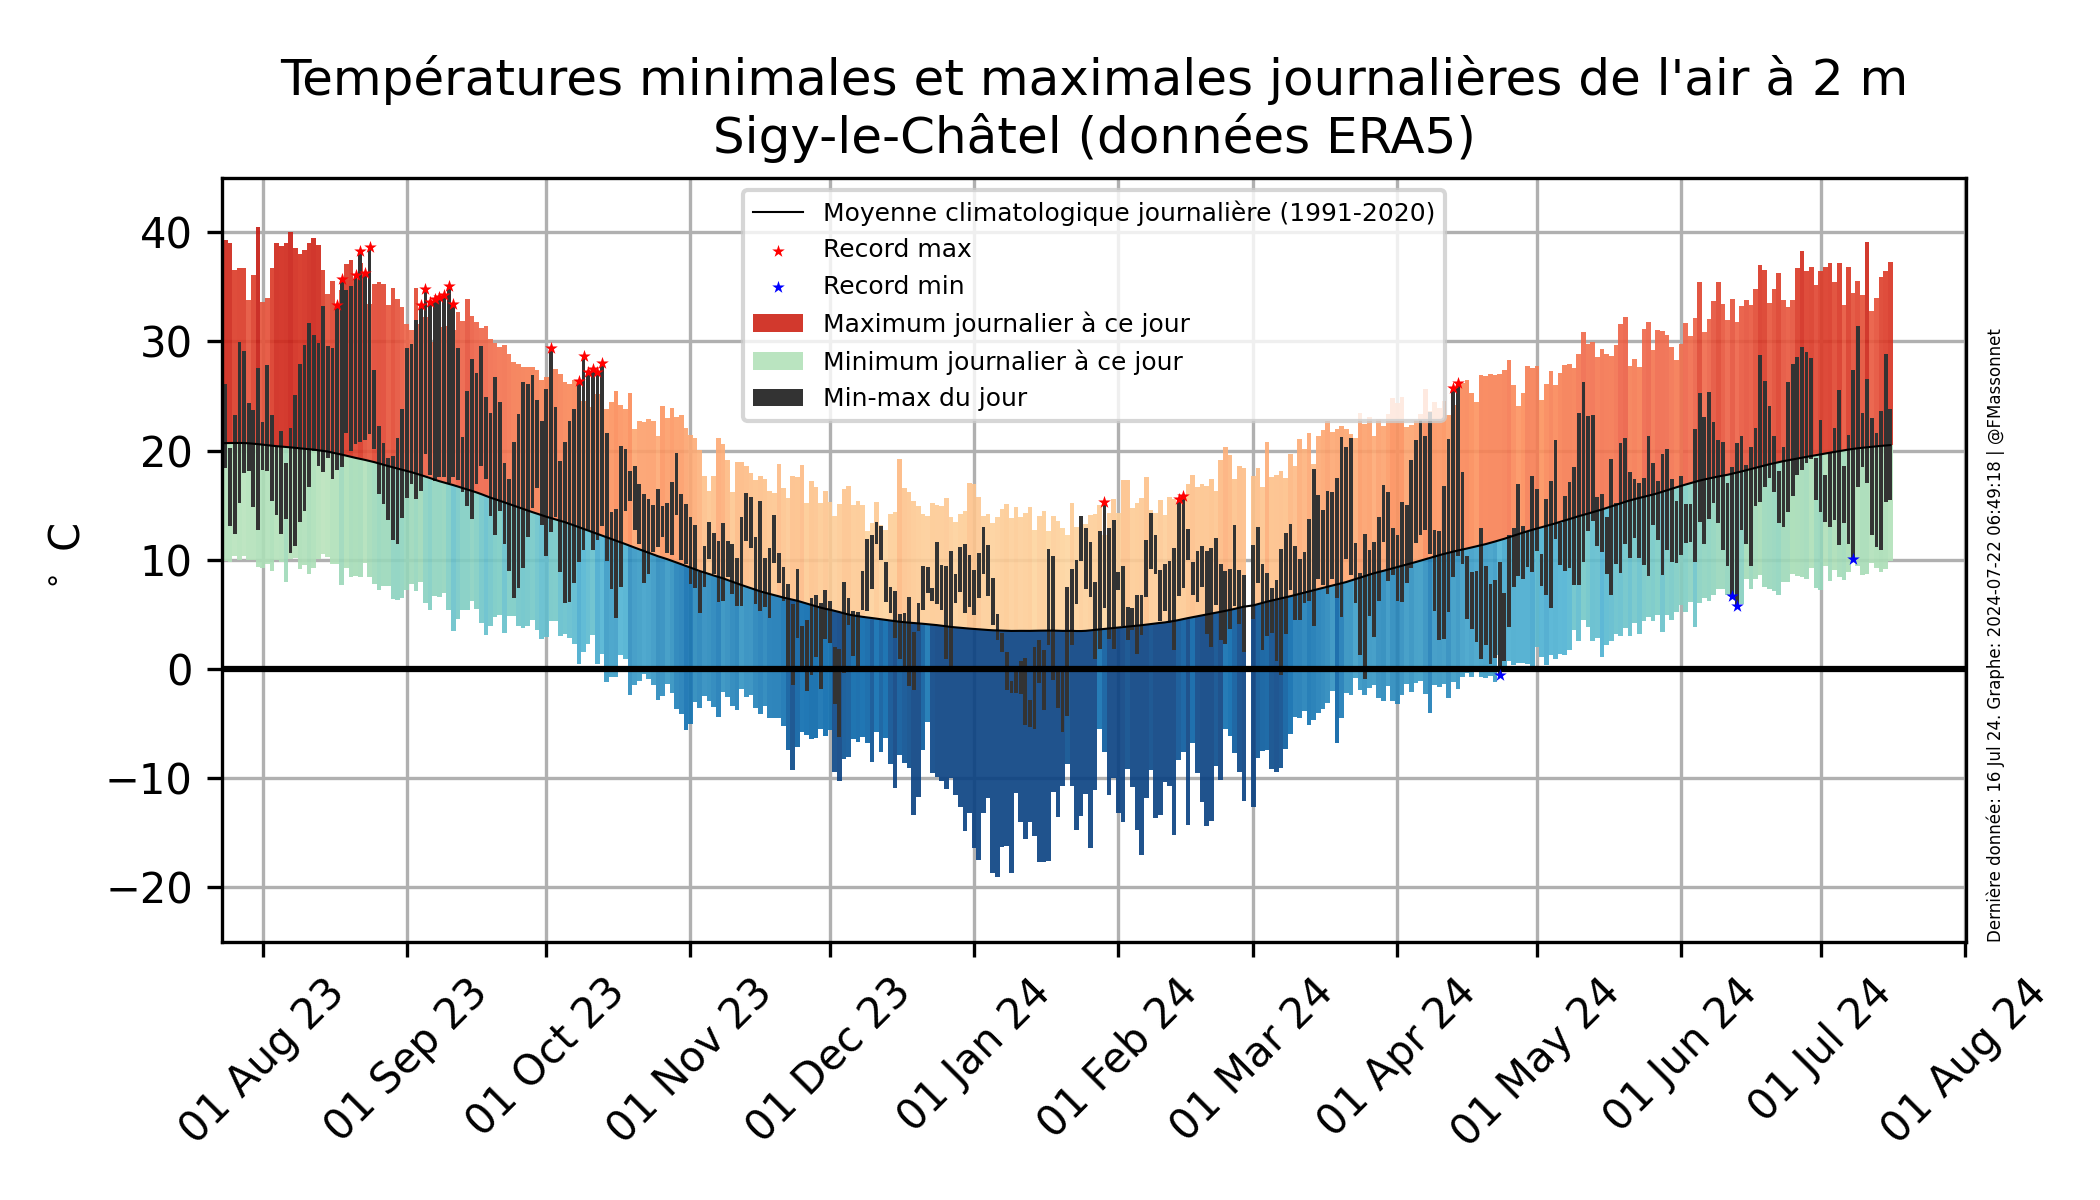 Températures minimales et maximales journalières de l'air à 2 m
Sigy-le-Châtel (données ERA5)
Moyenne climatologique journalière (1991-2020)
Record max
Record min
Maximum journalier à ce jour
Minimum journalier à ce jour
Min-max du jour
° C
40
30
20
10
0
−10
−20
01 Aug 23
01 Sep 23
01 Oct 23
01 Nov 23
01 Dec 23
01 Jan 24
01 Feb 24
01 Mar 24
01 Apr 24
01 May 24
01 Jun 24
01 Jul 24
01 Aug 24
Dernière donnée: 16 Jul 24. Graphe: 2024-07-22 06:49:18 | @FMassonnet